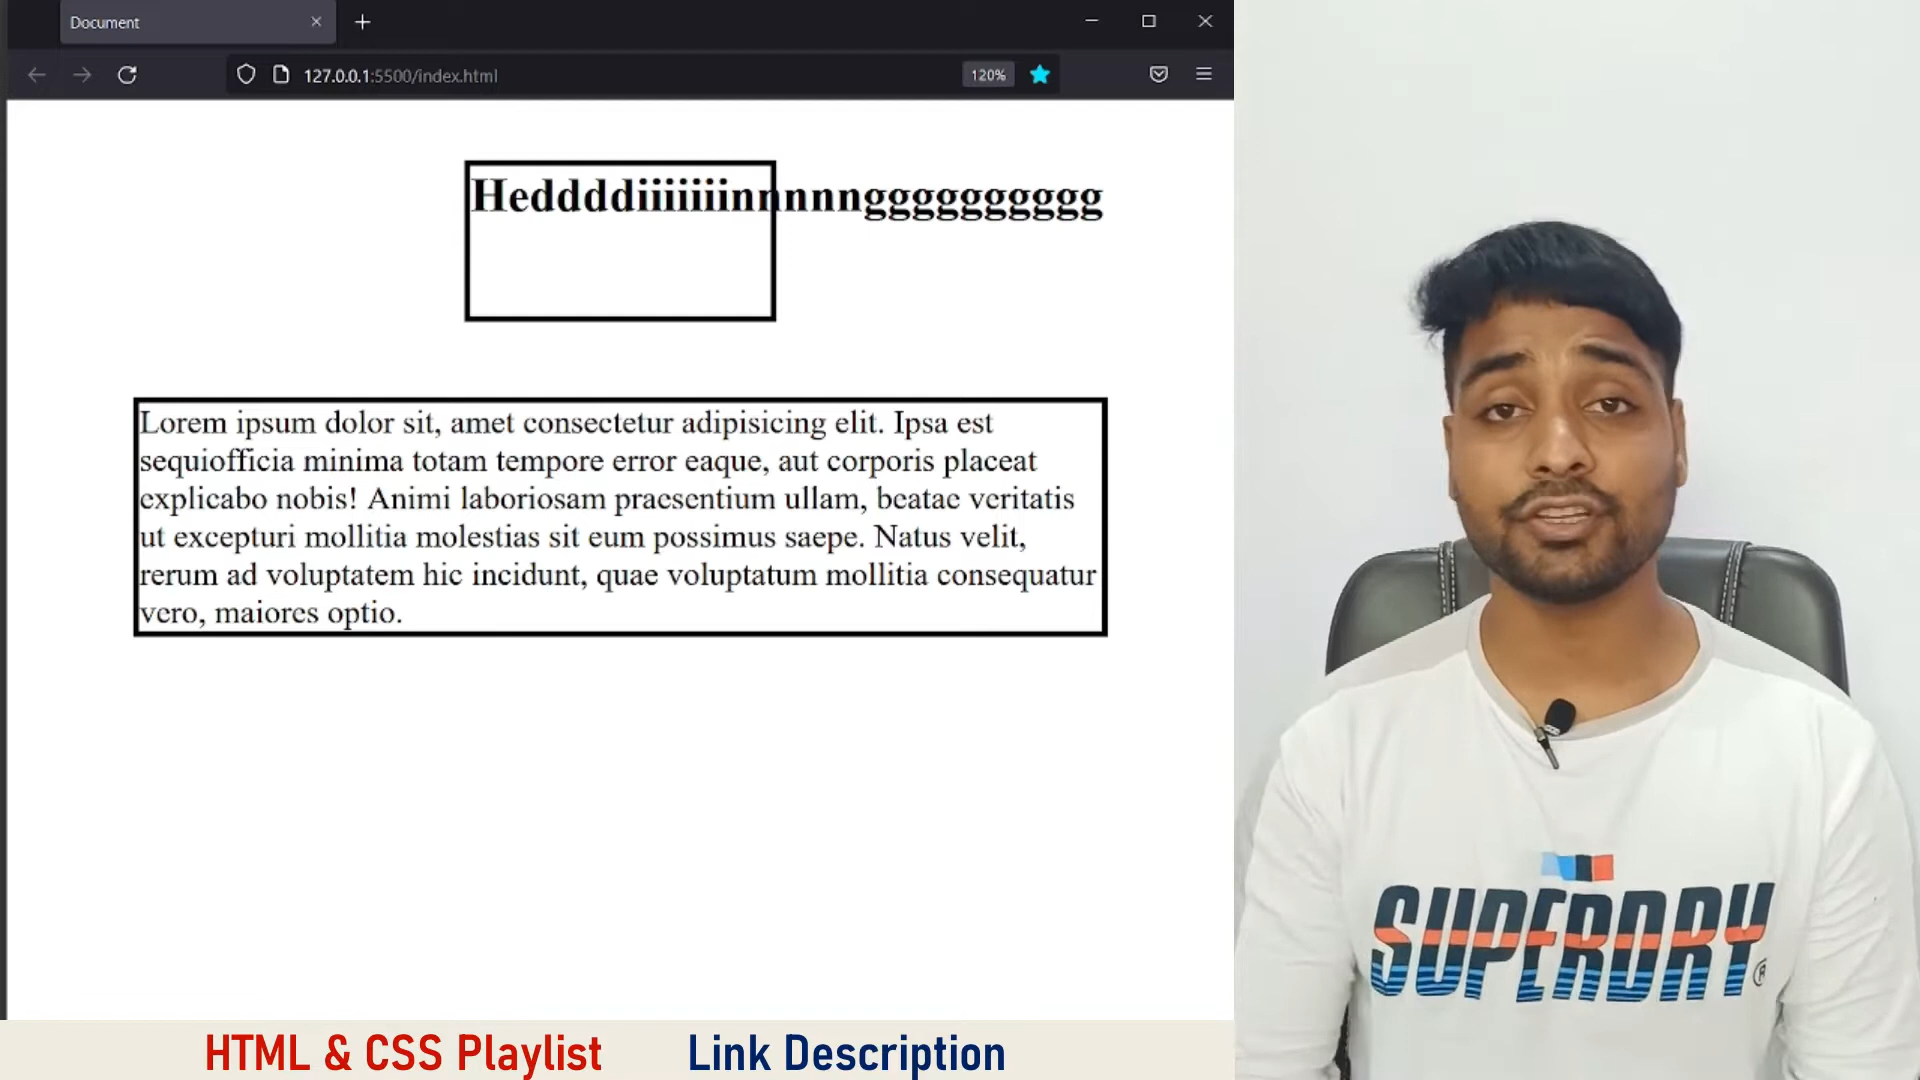 Document
127.0.0.1:5500/index.html
120%
Heddddiiiiiiinnnnngggggggggg
Lorem ipsum dolor sit, amet consectetur adipisicing elit. Ipsa est
sequiofficia minima totam tempore error eaque, aut corporis placeat
explicabo nobis! Animi laboriosam praesentium ullam, beatae veritatis
ut excepturi mollitia molestias sit eum possimus saepe. Natus velit,
rerum ad voluptatem hic incidunt, quae voluptatum mollitia consequatur
vero, maiores optio.
SUPERDRY®
HTML & CSS Playlist
Link Description